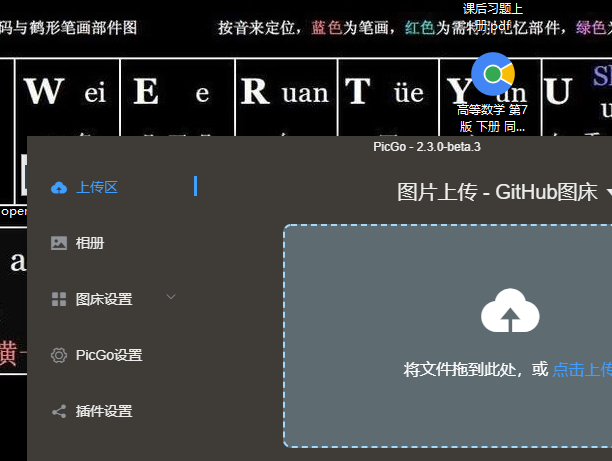 课后习题上
码与鹤形笔画部件图
按音来定位，蓝色为笔画，红色为需特别记忆部件，绿色为
W ei
E e
R uan
T üe
Y un
U
高等数学 第7
版 下册 同...
PicGo - 2.3.0-beta.3
上传区
图片上传 - GitHub图床
open
相册
a
图床设置
将文件拖到此处，或 点击上传
横一
PicGo设置
插件设置